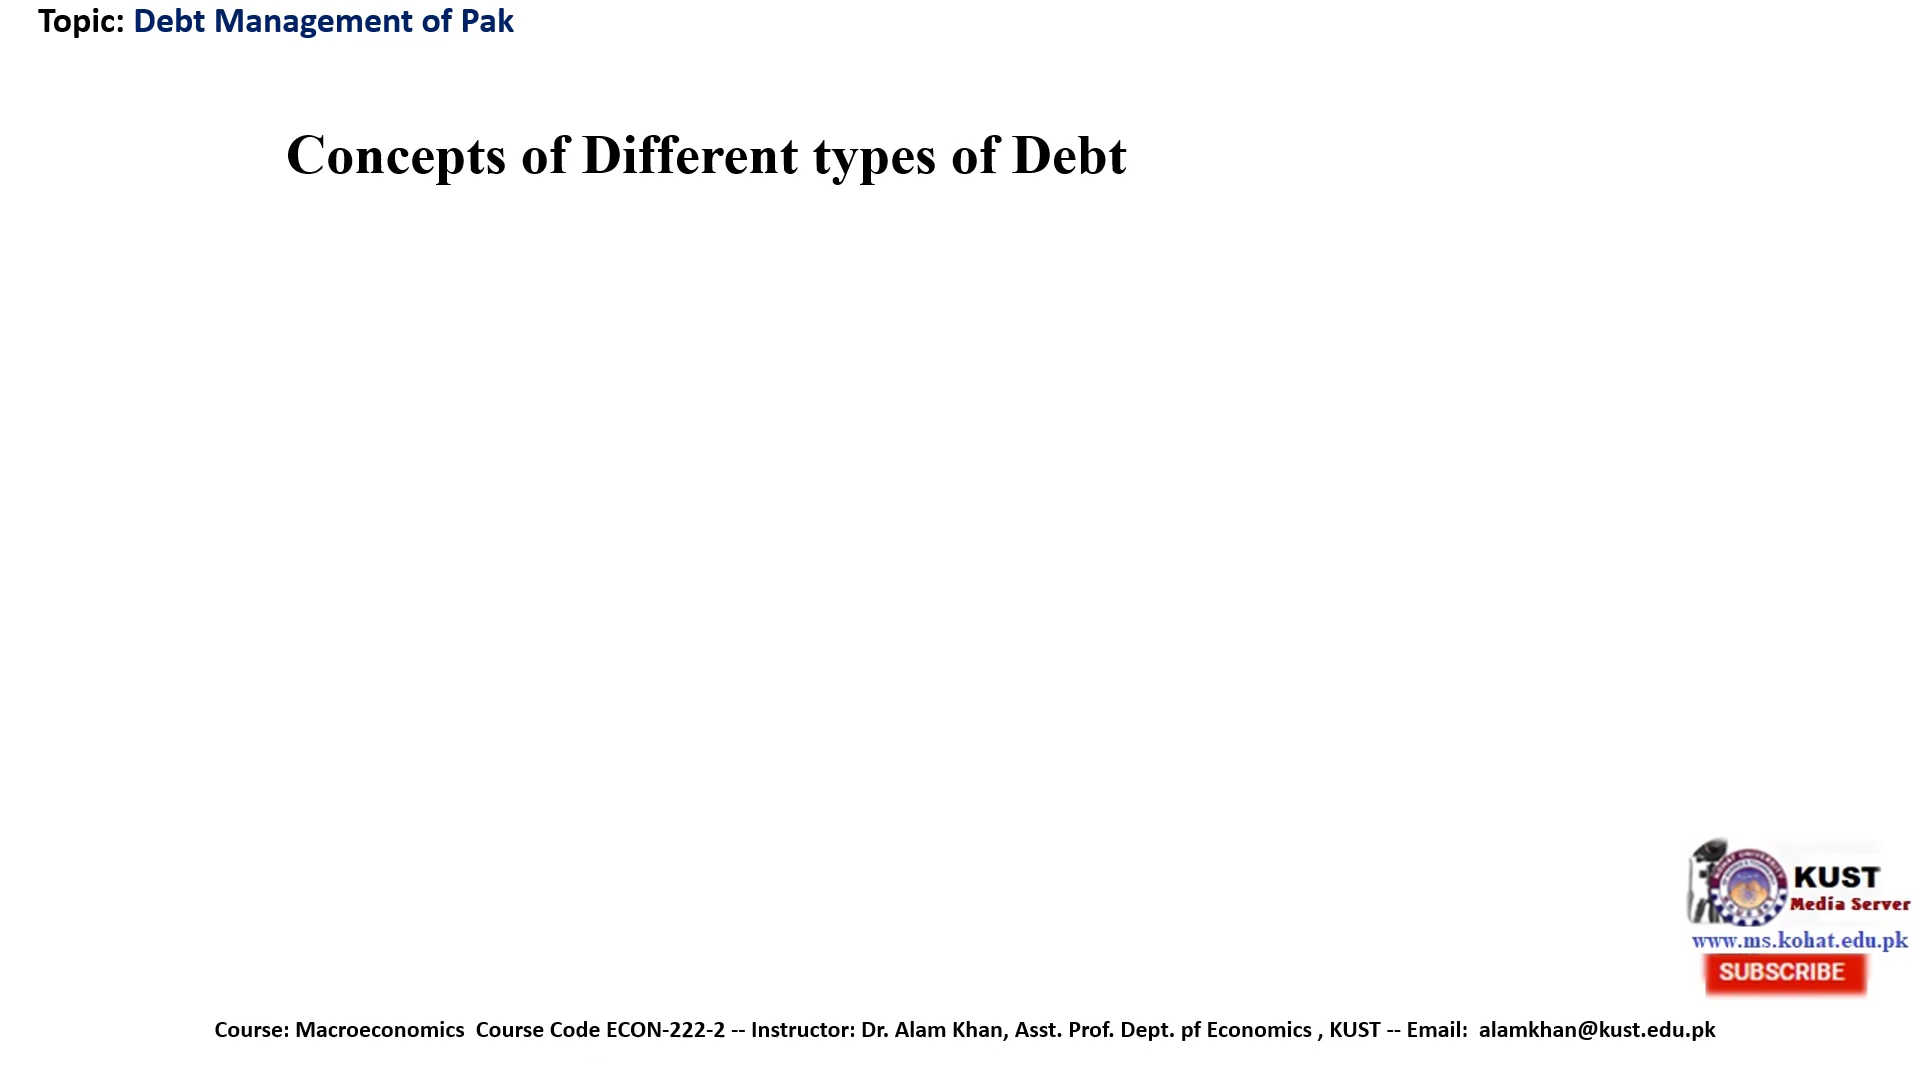 Topic: Debt Management of Pak
Concepts of Different types of Debt
KUST
Media Server
www.ms.kohat.edu.pk
SUBSCRIBE
Course: Macroeconomics  Course Code ECON-222-2 -- Instructor: Dr. Alam Khan, Asst. Prof. Dept. pf Economics , KUST -- Email:  alamkhan@kust.edu.pk